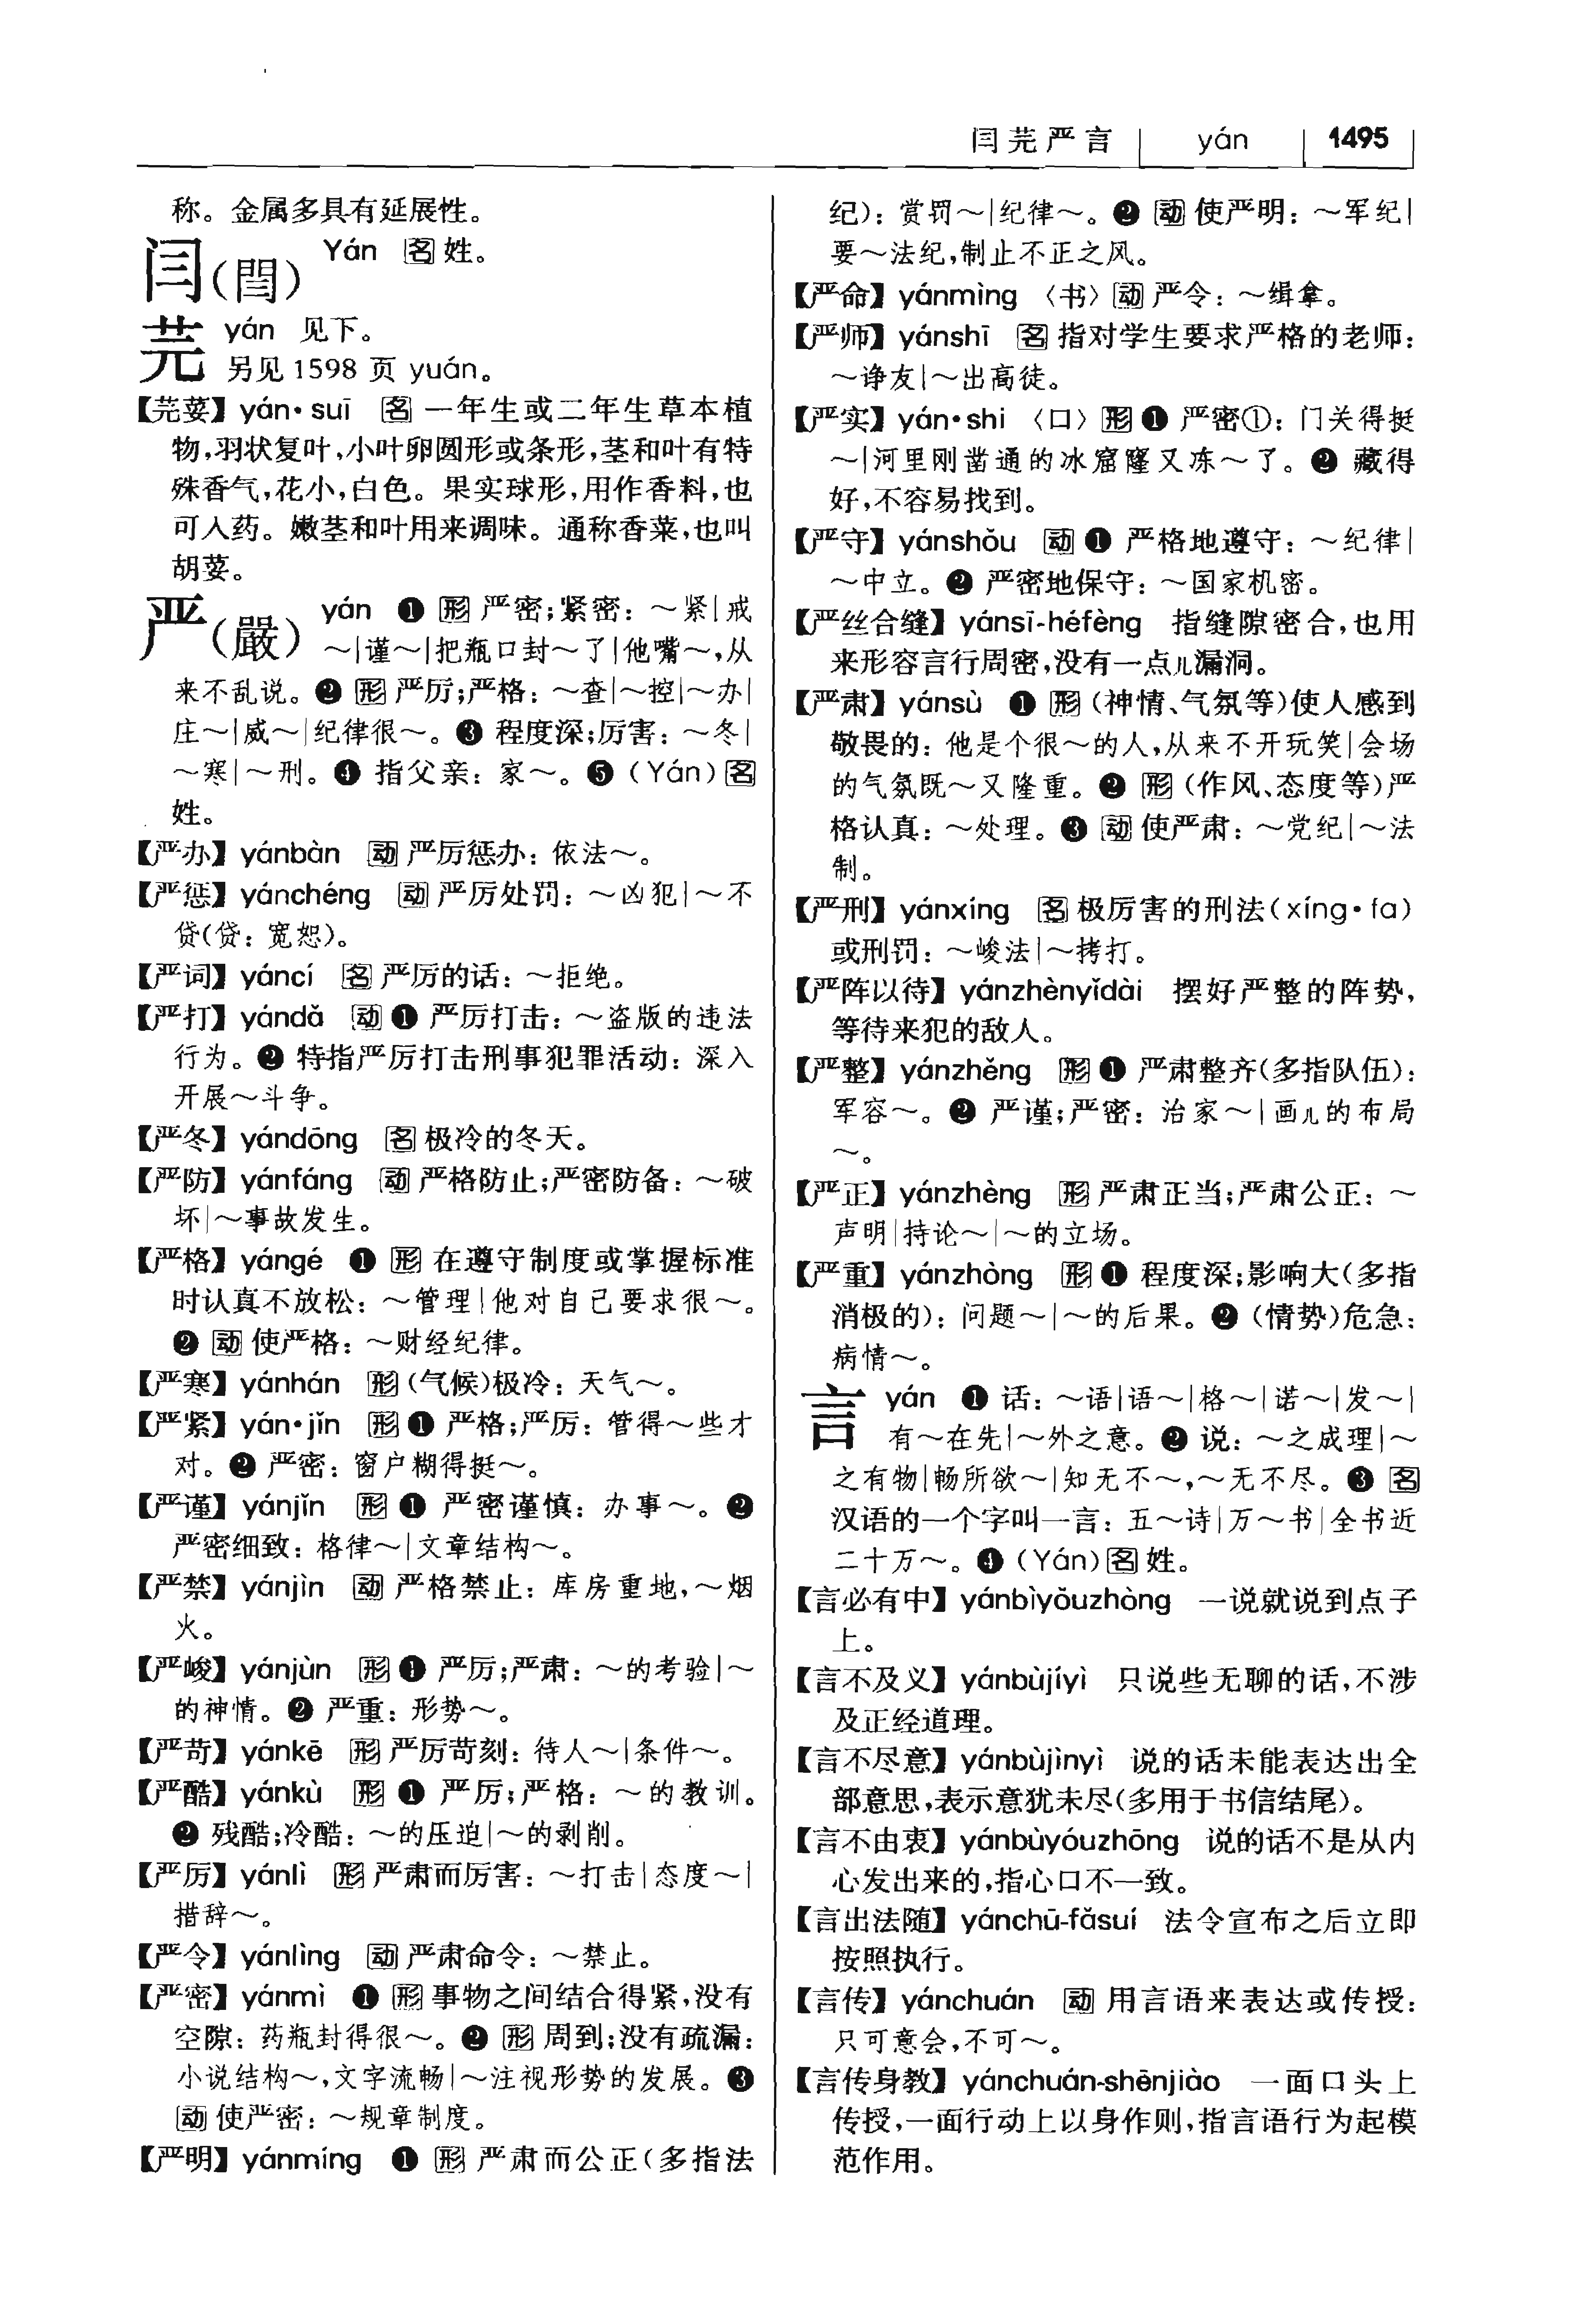 闫芫严言 yán 1495
称。金属多具有延展性。
闫(閆) Yán 名 姓。
芫 yán 见下。
另见 1598 页 yuán。
【芫荽】yán·suī 名 一年生或二年生草本植
物,羽状复叶,小叶卵圆形或条形,茎和叶有特
殊香气,花小,白色。果实球形,用作香料,也
可入药。嫩茎和叶用来调味。通称香菜,也叫
胡荽。
严(嚴) yán ❶ 形 严密;紧密:～紧|戒
～|谨～|把瓶口封～了|他嘴～,从
来不乱说。❷ 形 严厉;严格:～查|～控|～办|
庄～|威～|纪律很～。❸ 程度深;厉害:～冬|
～寒|～刑。❹ 指父亲:家～。❺ (Yán) 名
姓。
【严办】yánbàn 动 严厉惩办:依法～。
【严惩】yánchéng 动 严厉处罚:～凶犯|～不
贷(贷:宽恕)。
【严词】yáncí 名 严厉的话:～拒绝。
【严打】yándǎ 动 ❶ 严厉打击:～盗版的违法
行为。❷ 特指严厉打击刑事犯罪活动:深入
开展～斗争。
【严冬】yándōng 名 极冷的冬天。
【严防】yánfáng 动 严格防止;严密防备:～破
坏|～事故发生。
【严格】yángé ❶ 形 在遵守制度或掌握标准
时认真不放松:～管理|他对自己要求很～。
❷ 动 使严格:～财经纪律。
【严寒】yánhán 形 (气候)极冷:天气～。
【严紧】yán·jǐn 形 ❶ 严格;严厉:管得～些才
对。❷ 严密:窗户糊得挺～。
【严谨】yánjǐn 形 ❶ 严密谨慎:办事～。❷
严密细致:格律～|文章结构～。
【严禁】yánjìn 动 严格禁止:库房重地,～烟
火。
【严峻】yánjùn 形 ❶ 严厉;严肃:～的考验|～
的神情。❷ 严重:形势～。
【严苛】yánkē 形 严厉苛刻:待人～|条件～。
【严酷】yánkù 形 ❶ 严厉;严格:～的教训。
❷ 残酷;冷酷:～的压迫|～的剥削。
【严厉】yánlì 形 严肃而厉害:～打击|态度～|
措辞～。
【严令】yánlìng 动 严肃命令:～禁止。
【严密】yánmì ❶ 形 事物之间结合得紧,没有
空隙:药瓶封得很～。❷ 形 周到;没有疏漏:
小说结构～,文字流畅|～注视形势的发展。❸
动 使严密:～规章制度。
【严明】yánmíng ❶ 形 严肃而公正(多指法
纪):赏罚～|纪律～。❷ 动 使严明:～军纪|
要～法纪,制止不正之风。
【严命】yánmìng 〈书〉 动 严令:～缉拿。
【严师】yánshī 名 指对学生要求严格的老师:
～诤友|～出高徒。
【严实】yán·shi 〈口〉 形 ❶ 严密①:门关得挺
～|河里刚凿通的冰窟窿又冻～了。❷ 藏得
好,不容易找到。
【严守】yánshǒu 动 ❶ 严格地遵守:～纪律|
～中立。❷ 严密地保守:～国家机密。
【严丝合缝】yánsī-héfèng 指缝隙密合,也用
来形容言行周密,没有一点儿漏洞。
【严肃】yánsù ❶ 形 (神情、气氛等)使人感到
敬畏的:他是个很～的人,从来不开玩笑|会场
的气氛既～又隆重。❷ 形 (作风、态度等)严
格认真:～处理。❸ 动 使严肃:～党纪|～法
制。
【严刑】yánxíng 名 极厉害的刑法(xíng·fa)
或刑罚:～峻法|～拷打。
【严阵以待】yánzhènyǐdài 摆好严整的阵势,
等待来犯的敌人。
【严整】yánzhěng 形 ❶ 严肃整齐(多指队伍):
军容～。❷ 严谨;严密:治家～|画儿的布局
～。
【严正】yánzhèng 形 严肃正当;严肃公正:～
声明|持论～|～的立场。
【严重】yánzhòng 形 ❶ 程度深;影响大(多指
消极的):问题～|～的后果。❷ (情势)危急:
病情～。
言 yán ❶ 话:～语|语～|格～|诺～|发～|
有～在先|～外之意。❷ 说:～之成理|～
之有物|畅所欲～|知无不～,～无不尽。❸ 名
汉语的一个字叫一言:五～诗|万～书|全书近
二十万～。❹ (Yán) 名 姓。
【言必有中】yánbìyǒuzhòng 一说就说到点子
上。
【言不及义】yánbùjíyì 只说些无聊的话,不涉
及正经道理。
【言不尽意】yánbùjìnyì 说的话未能表达出全
部意思,表示意犹未尽(多用于书信结尾)。
【言不由衷】yánbùyóuzhōng 说的话不是从内
心发出来的,指心口不一致。
【言出法随】yánchū-fǎsuí 法令宣布之后立即
按照执行。
【言传】yánchuán 动 用言语来表达或传授:
只可意会,不可～。
【言传身教】yánchuán-shēnjiào 一面口头上
传授,一面行动上以身作则,指言语行为起模
范作用。